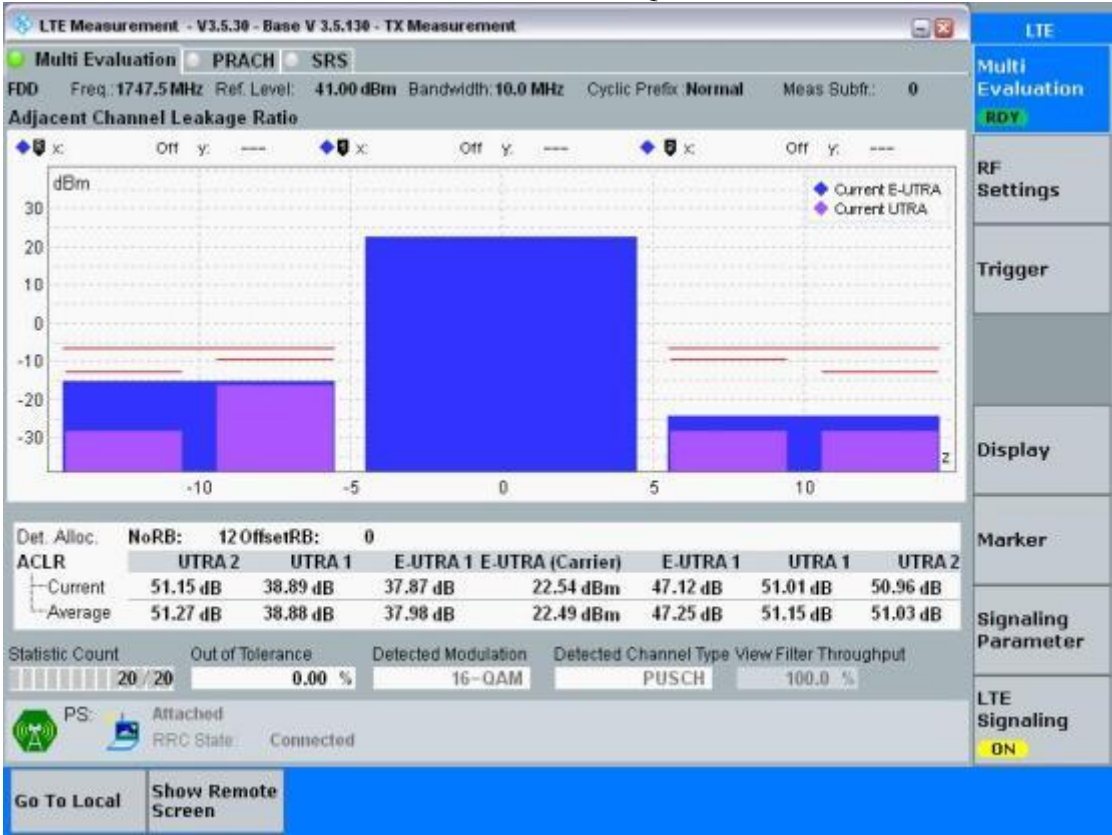 LTE Measurement - V3.5.30 - Base V 3.5.130 - TX Measurement
LTE
Multi Evaluation PRACH SRS
FDD Freq.: 1747.5 MHz Ref. Level: 41.00 dBm Bandwidth: 10.0 MHz Cyclic Prefix: Normal Meas Subfr.: 0
Adjacent Channel Leakage Ratio
x: Off y: --- x: Off y: --- x: Off y: ---
dBm
Current E-UTRA
Current UTRA
30
20
10
0
-10
-20
-30
z
-10 -5 0 5 10
Det. Alloc. NoRB: 12 OffsetRB: 0
ACLR UTRA 2 UTRA 1 E-UTRA 1 E-UTRA (Carrier) E-UTRA 1 UTRA 1 UTRA 2
Current 51.15 dB 38.89 dB 37.87 dB 22.54 dBm 47.12 dB 51.01 dB 50.96 dB
Average 51.27 dB 38.88 dB 37.98 dB 22.49 dBm 47.25 dB 51.15 dB 51.03 dB
Statistic Count Out of Tolerance Detected Modulation Detected Channel Type View Filter Throughput
20 / 20 0.00 % 16-QAM PUSCH 100.0 %
PS: Attached
RRC State: Connected
Multi
Evaluation
RDY
RF
Settings
Trigger
Display
Marker
Signaling
Parameter
LTE
Signaling
ON
Go To Local
Show Remote
Screen